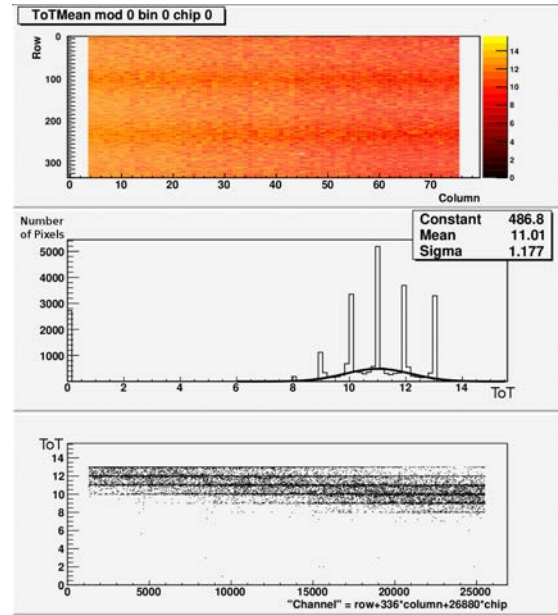 ToTMean mod 0 bin 0 chip 0
Row
0
100
200
300
0 10 20 30 40 50 60 70
Column
14
12
10
8
6
4
2
0
Number
of Pixels
Constant 486.8
Mean 11.01
Sigma 1.177
5000
4000
3000
2000
1000
0 2 4 6 8 10 12 14
ToT
ToT
14
12
10
8
6
4
2
0
0 5000 10000 15000 20000 25000
"Channel" = row+336*column+26880*chip